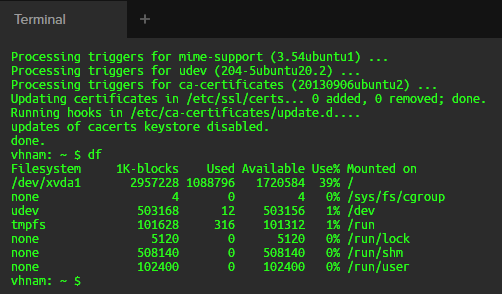 Terminal +
Processing triggers for mime-support (3.54ubuntu1) ...
Processing triggers for udev (204-5ubuntu20.2) ...
Processing triggers for ca-certificates (20130906ubuntu2) ...
Updating certificates in /etc/ssl/certs... 0 added, 0 removed; done.
Running hooks in /etc/ca-certificates/update.d....
updates of cacerts keystore disabled.
done.
vhnam: ~ $ df
Filesystem     1K-blocks    Used Available Use% Mounted on
/dev/xvda1       2957228 1088796   1720584  39% /
none                   4       0         4   0% /sys/fs/cgroup
udev              503168      12    503156   1% /dev
tmpfs             101628     316    101312   1% /run
none                5120       0      5120   0% /run/lock
none              508140       0    508140   0% /run/shm
none              102400       0    102400   0% /run/user
vhnam: ~ $